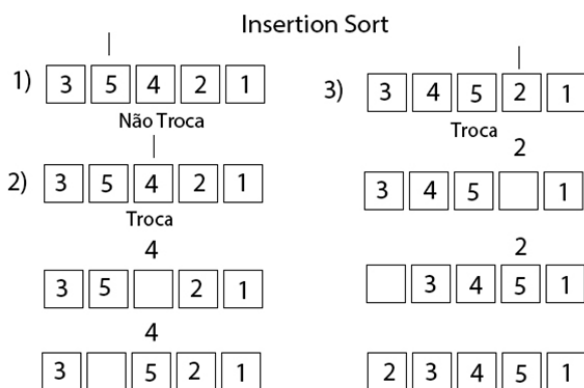 Insertion Sort
1) 3 5 4 2 1
Não Troca
2) 3 5 4 2 1
Troca
4
3 5 2 1
4
3 5 2 1
3) 3 4 5 2 1
Troca
2
3 4 5 1
2
3 4 5 1
2 3 4 5 1